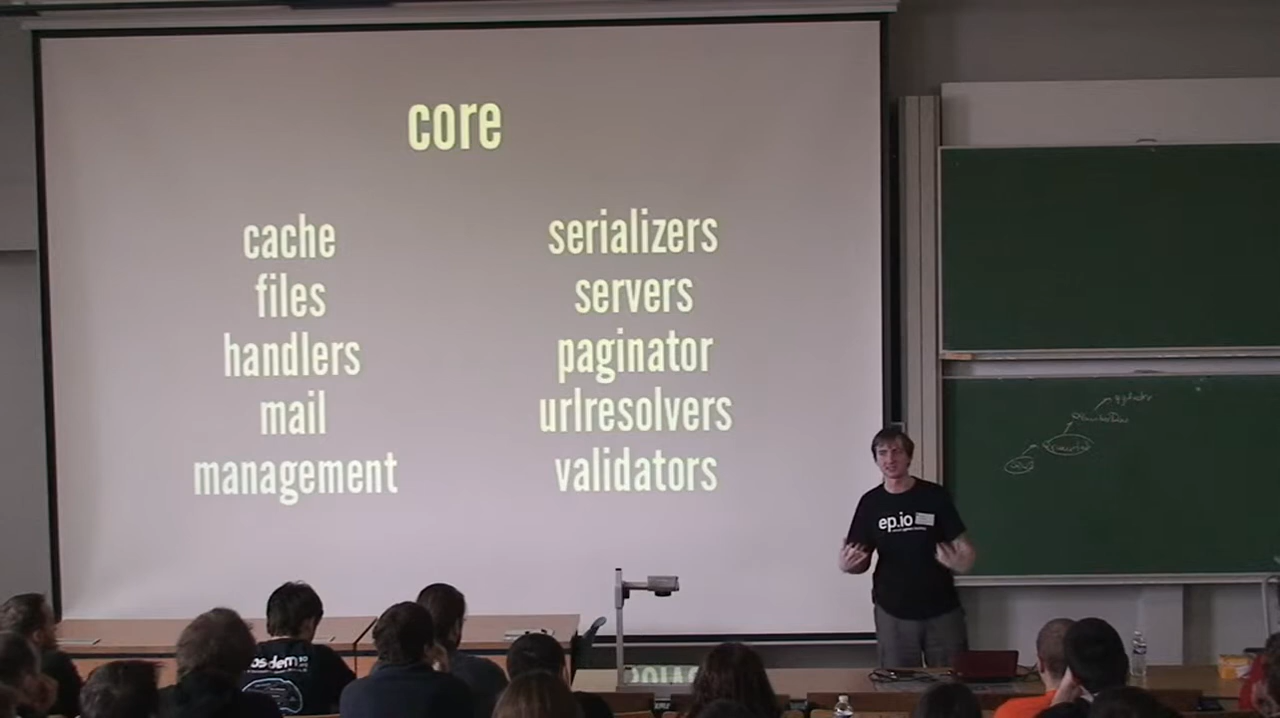 core
cache
files
handlers
mail
management
serializers
servers
paginator
urlresolvers
validators
ep.io